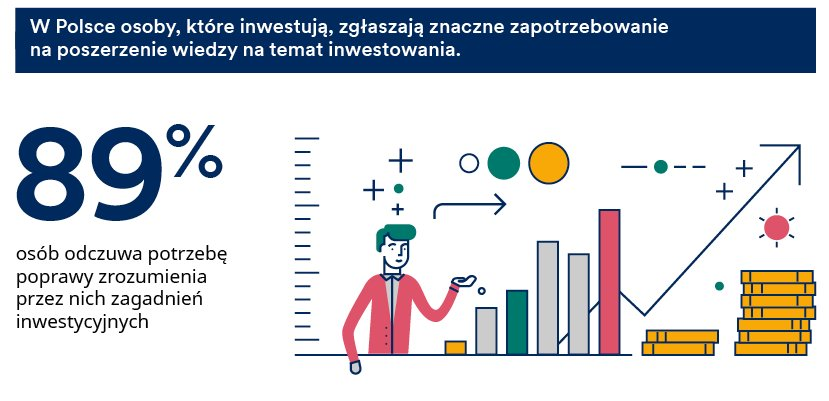 W Polsce osoby, które inwestują, zgłaszają znaczne zapotrzebowanie
na poszerzenie wiedzy na temat inwestowania.
89%
osób odczuwa potrzebę
poprawy zrozumienia
przez nich zagadnień
inwestycyjnych